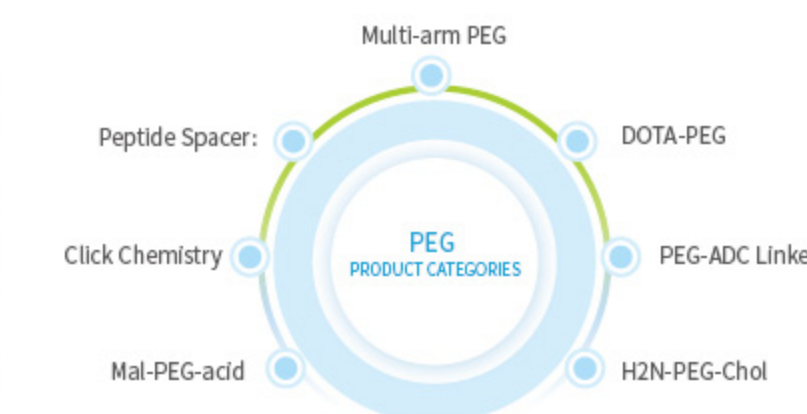 Multi-arm PEG
Peptide Spacer:
DOTA-PEG
PEG
PRODUCT CATEGORIES
Click Chemistry
PEG-ADC Linke
Mal-PEG-acid
H2N-PEG-Chol